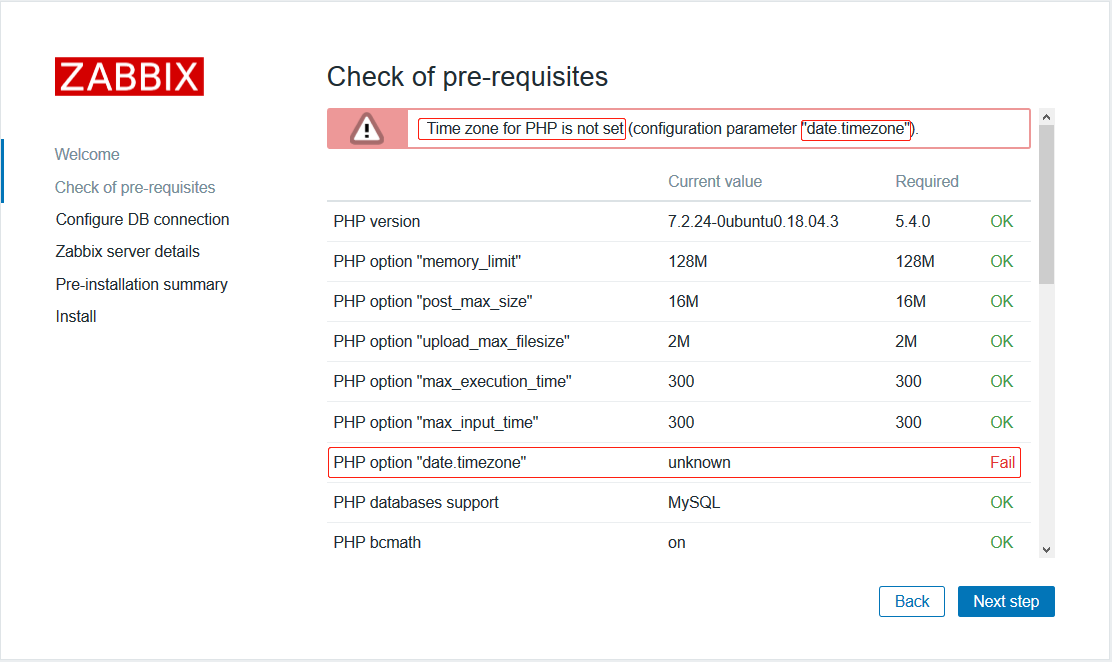 ZABBIX
Welcome
Check of pre-requisites
Configure DB connection
Zabbix server details
Pre-installation summary
Install
Check of pre-requisites
Time zone for PHP is not set (configuration parameter "date.timezone").
Current value Required
PHP version 7.2.24-0ubuntu0.18.04.3 5.4.0 OK
PHP option "memory_limit" 128M 128M OK
PHP option "post_max_size" 16M 16M OK
PHP option "upload_max_filesize" 2M 2M OK
PHP option "max_execution_time" 300 300 OK
PHP option "max_input_time" 300 300 OK
PHP option "date.timezone" unknown Fail
PHP databases support MySQL OK
PHP bcmath on OK
Back Next step